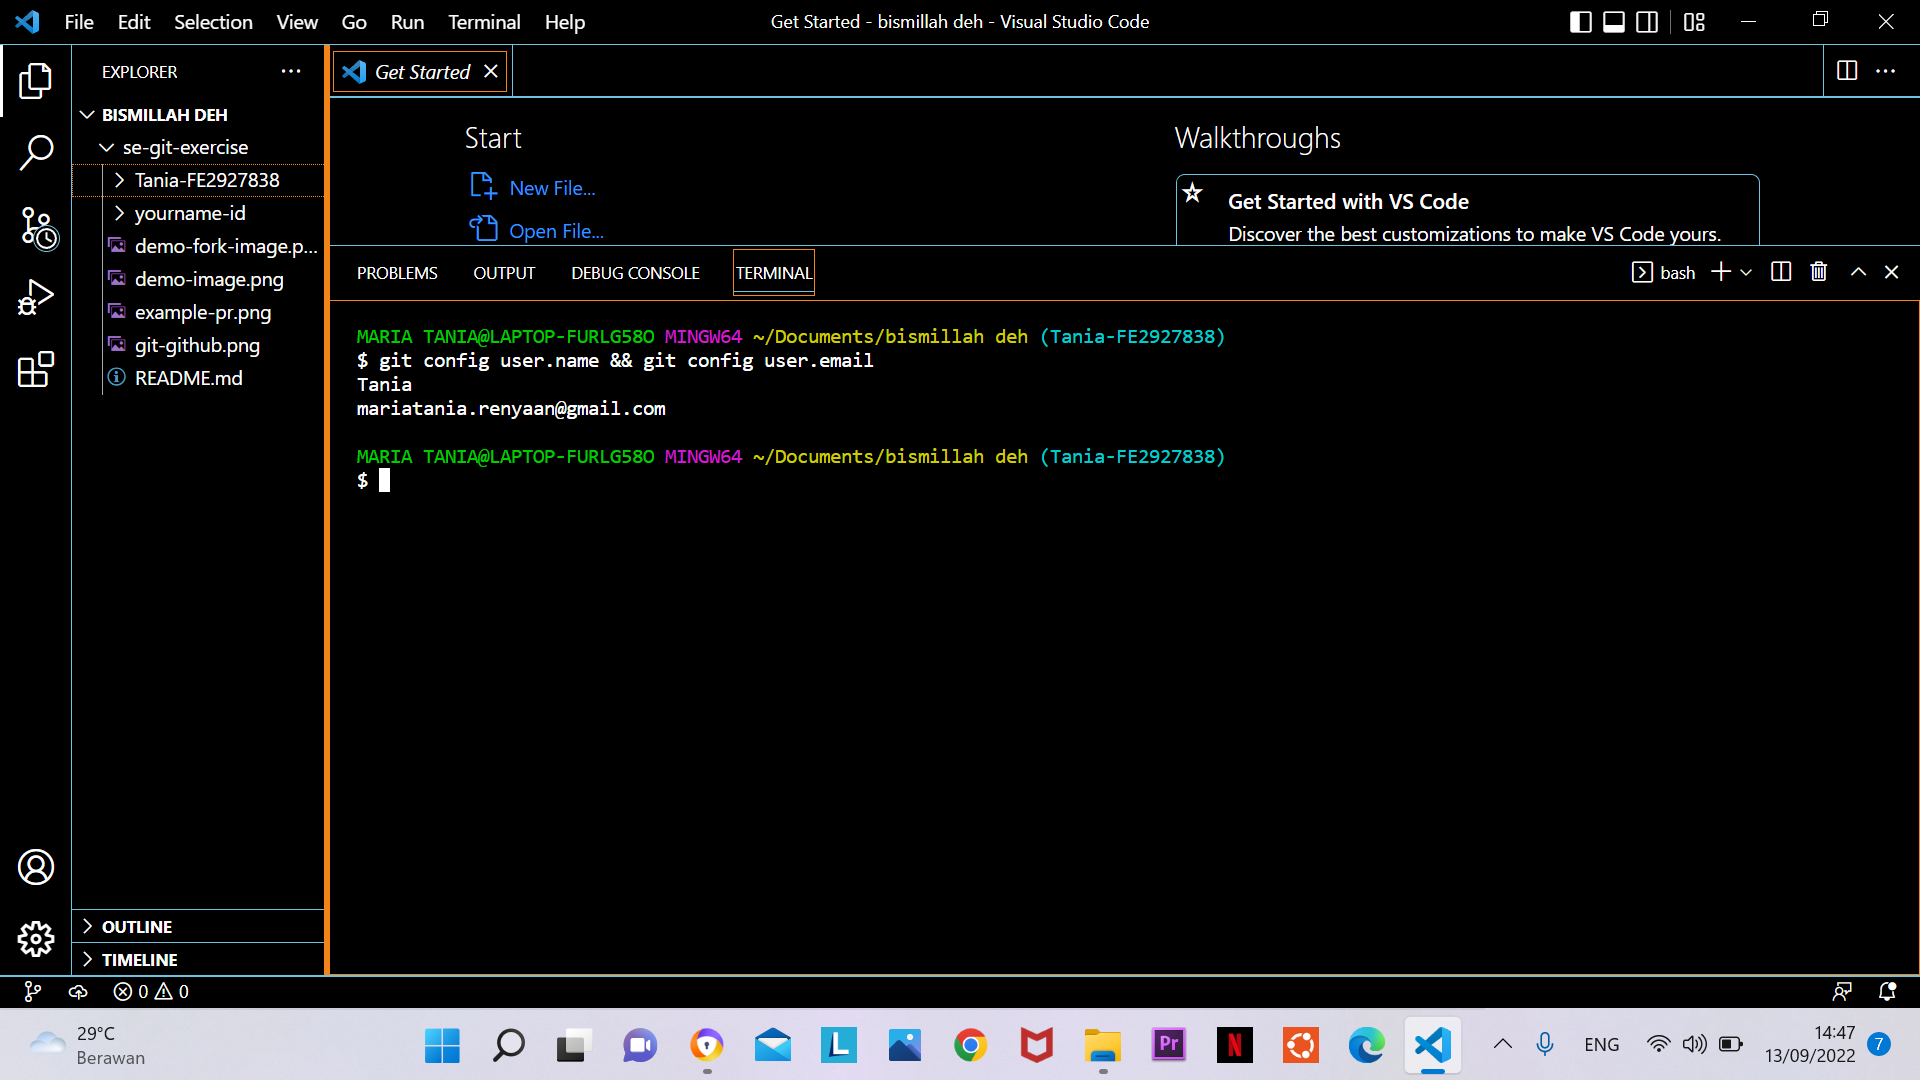 File Edit Selection View Go Run Terminal Help
Get Started - bismillah deh - Visual Studio Code
EXPLORER
BISMILLAH DEH
se-git-exercise
Tania-FE2927838
yourname-id
demo-fork-image.p...
demo-image.png
example-pr.png
git-github.png
README.md
OUTLINE
TIMELINE
Get Started
Start
New File...
Open File...
Walkthroughs
Get Started with VS Code
Discover the best customizations to make VS Code yours.
PROBLEMS OUTPUT DEBUG CONSOLE TERMINAL
bash
MARIA TANIA@LAPTOP-FURLG58O MINGW64 ~/Documents/bismillah deh (Tania-FE2927838)
$ git config user.name && git config user.email
Tania
mariatania.renyaan@gmail.com
MARIA TANIA@LAPTOP-FURLG58O MINGW64 ~/Documents/bismillah deh (Tania-FE2927838)
$
0 0
29°C
Berawan
L
Pr
N
ENG
14:47
13/09/2022
7